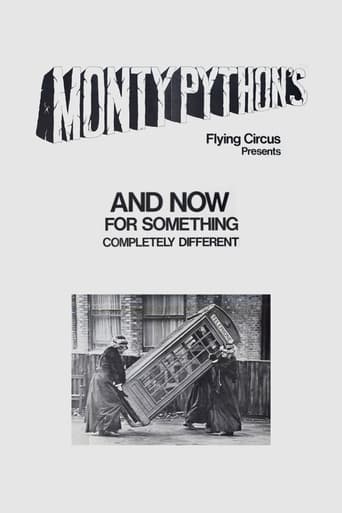 MONTY PYTHON'S
Flying Circus
Presents
AND NOW
FOR SOMETHING
COMPLETELY DIFFERENT